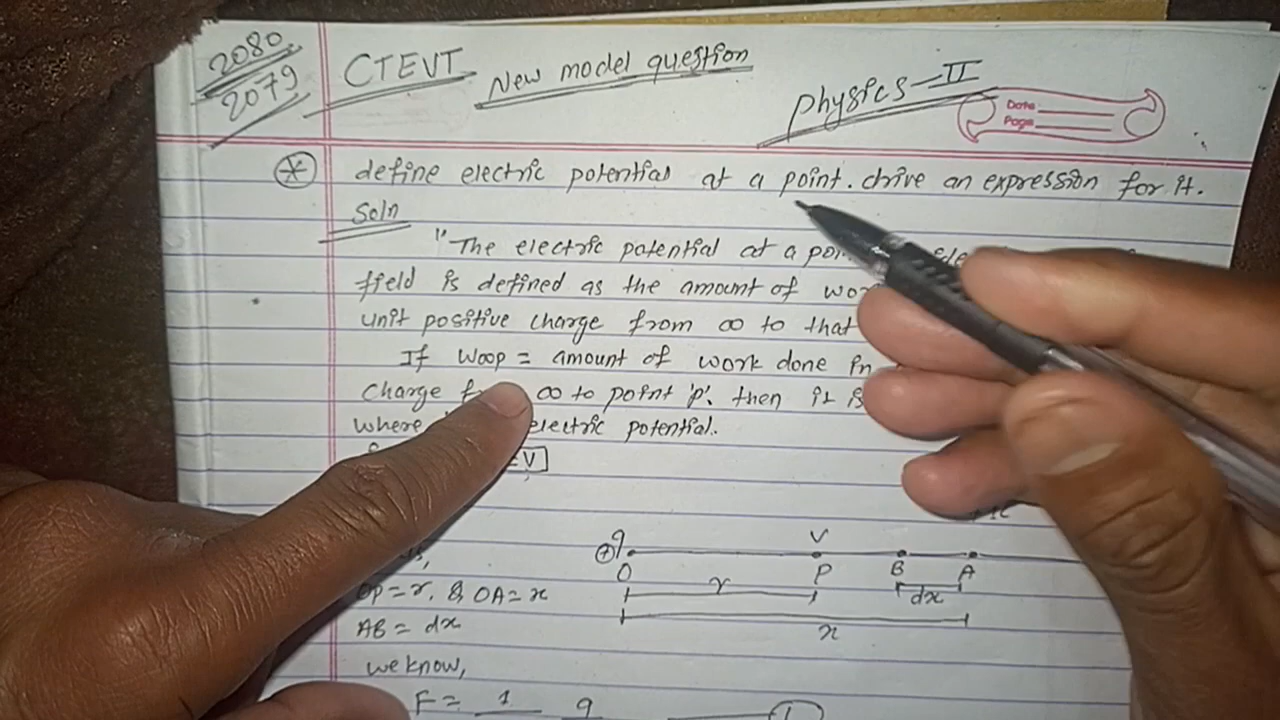 2080
2079
CTEVT New model question
Physics-II
Date
Page
* define electric potential at a point. drive an expression for it.
Soln
"The electric potential at a
field is defined as the amount of
unit positive charge from ∞ to that
If W∞p = amount of work done in
charge ∞ to point 'p'. then it is
where electric potential.
= V
V
⊕q
O P B A
r dx
OP = r, & OA = x
x
AB = dx
we know,
F = 1 q